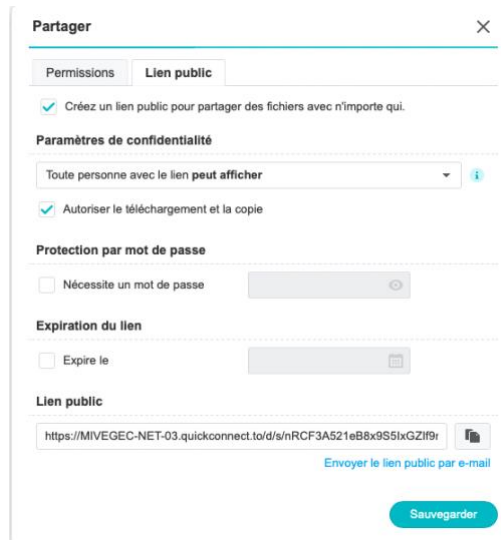 Partager
Permissions Lien public
Créez un lien public pour partager des fichiers avec n'importe qui.
Paramètres de confidentialité
Toute personne avec le lien peut afficher
Autoriser le téléchargement et la copie
Protection par mot de passe
Nécessite un mot de passe
Expiration du lien
Expire le
Lien public
https://MIVEGEC-NET-03.quickconnect.to/d/s/nRCF3A521eB8x9S5IxGZIf9r
Envoyer le lien public par e-mail
Sauvegarder